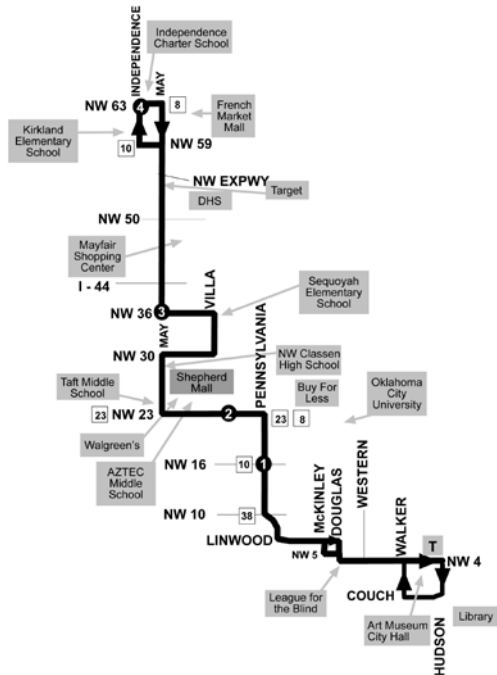 Independence
Charter School
INDEPENDENCE
MAY
NW 63
4
8
French
Market
Mall
Kirkland
Elementary
School
10
NW 59
NW EXPWY
Target
DHS
NW 50
Mayfair
Shopping
Center
I - 44
VILLA
Sequoyah
Elementary
School
NW 36
3
MAY
PENNSYLVANIA
NW 30
NW Classen
High School
Taft Middle
School
Shepherd
Mall
Buy For
Less
Oklahoma
City
University
23
NW 23
2
23
8
Walgreen's
AZTEC
Middle
School
NW 16
10
1
McKINLEY
DOUGLAS
WESTERN
WALKER
NW 10
38
LINWOOD
NW 5
T
NW 4
League for
the Blind
COUCH
Art Museum
City Hall
Library
HUDSON